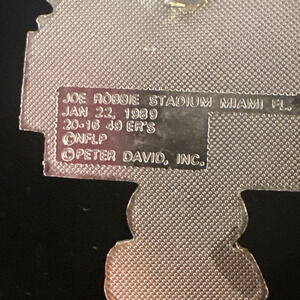 JOE ROBBIE STADIUM MIAMI FL.
JAN 22, 1989
20-16 49 ER'S
©NFLP
©PETER DAVID, INC.